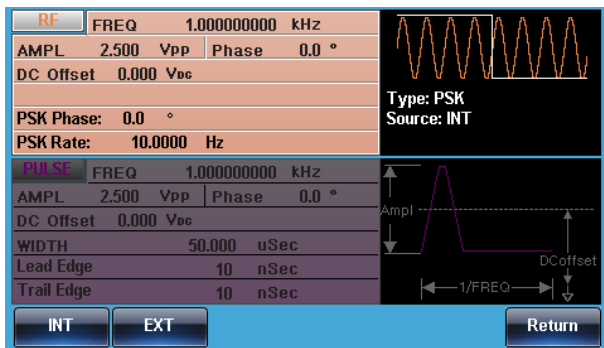 RF FREQ 1.000000000 kHz
AMPL 2.500 Vpp Phase 0.0 °
DC Offset 0.000 VDC
PSK Phase: 0.0 °
PSK Rate: 10.0000 Hz
Type: PSK
Source: INT
PULSE FREQ 1.000000000 kHz
AMPL 2.500 Vpp Phase 0.0 °
DC Offset 0.000 VDC
WIDTH 50.000 uSec
Lead Edge 10 nSec
Trail Edge 10 nSec
Ampl
DCoffset
1/FREQ
INT EXT Return